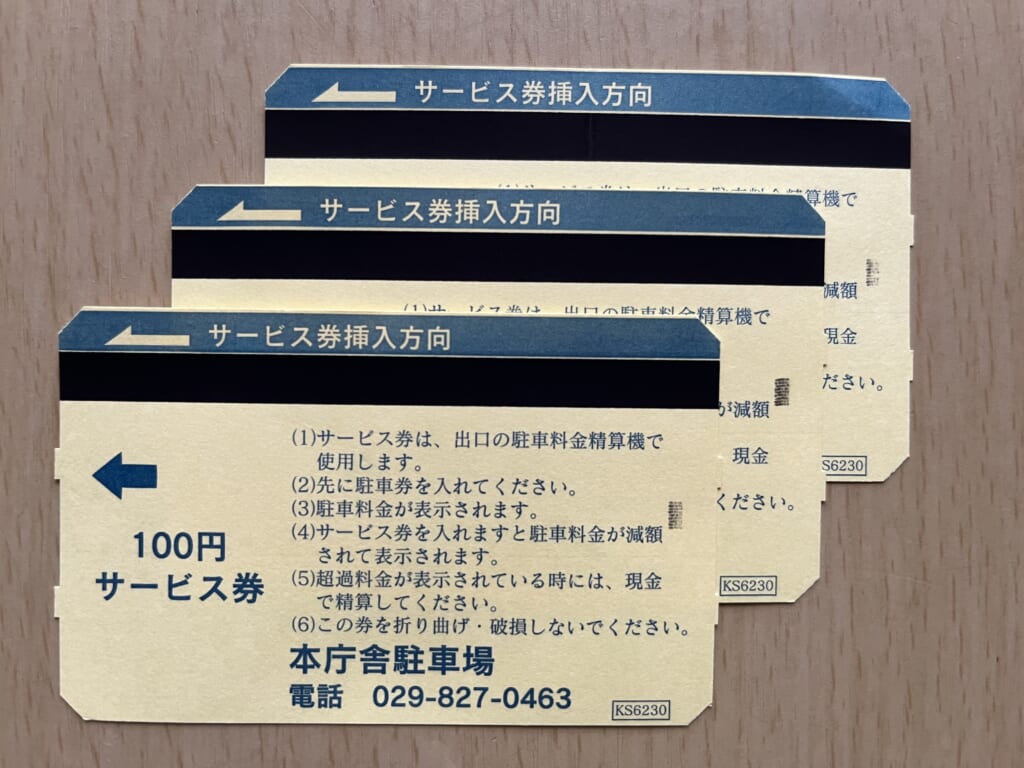 サービス券挿入方向
算機で
減額
現金
ださい。
S6230
サービス券挿入方向
(1)サービス券は、出口の駐車料金精算機で
が減額
現金
ください。
KS6230
サービス券挿入方向
(1)サービス券は、出口の駐車料金精算機で
使用します。
(2)先に駐車券を入れてください。
(3)駐車料金が表示されます。
(4)サービス券を入れますと駐車料金が減額
されて表示されます。
(5)超過料金が表示されている時には、現金
で精算してください。
(6)この券を折り曲げ・破損しないでください。
100円
サービス券
本庁舎駐車場
電話 029-827-0463
KS6230